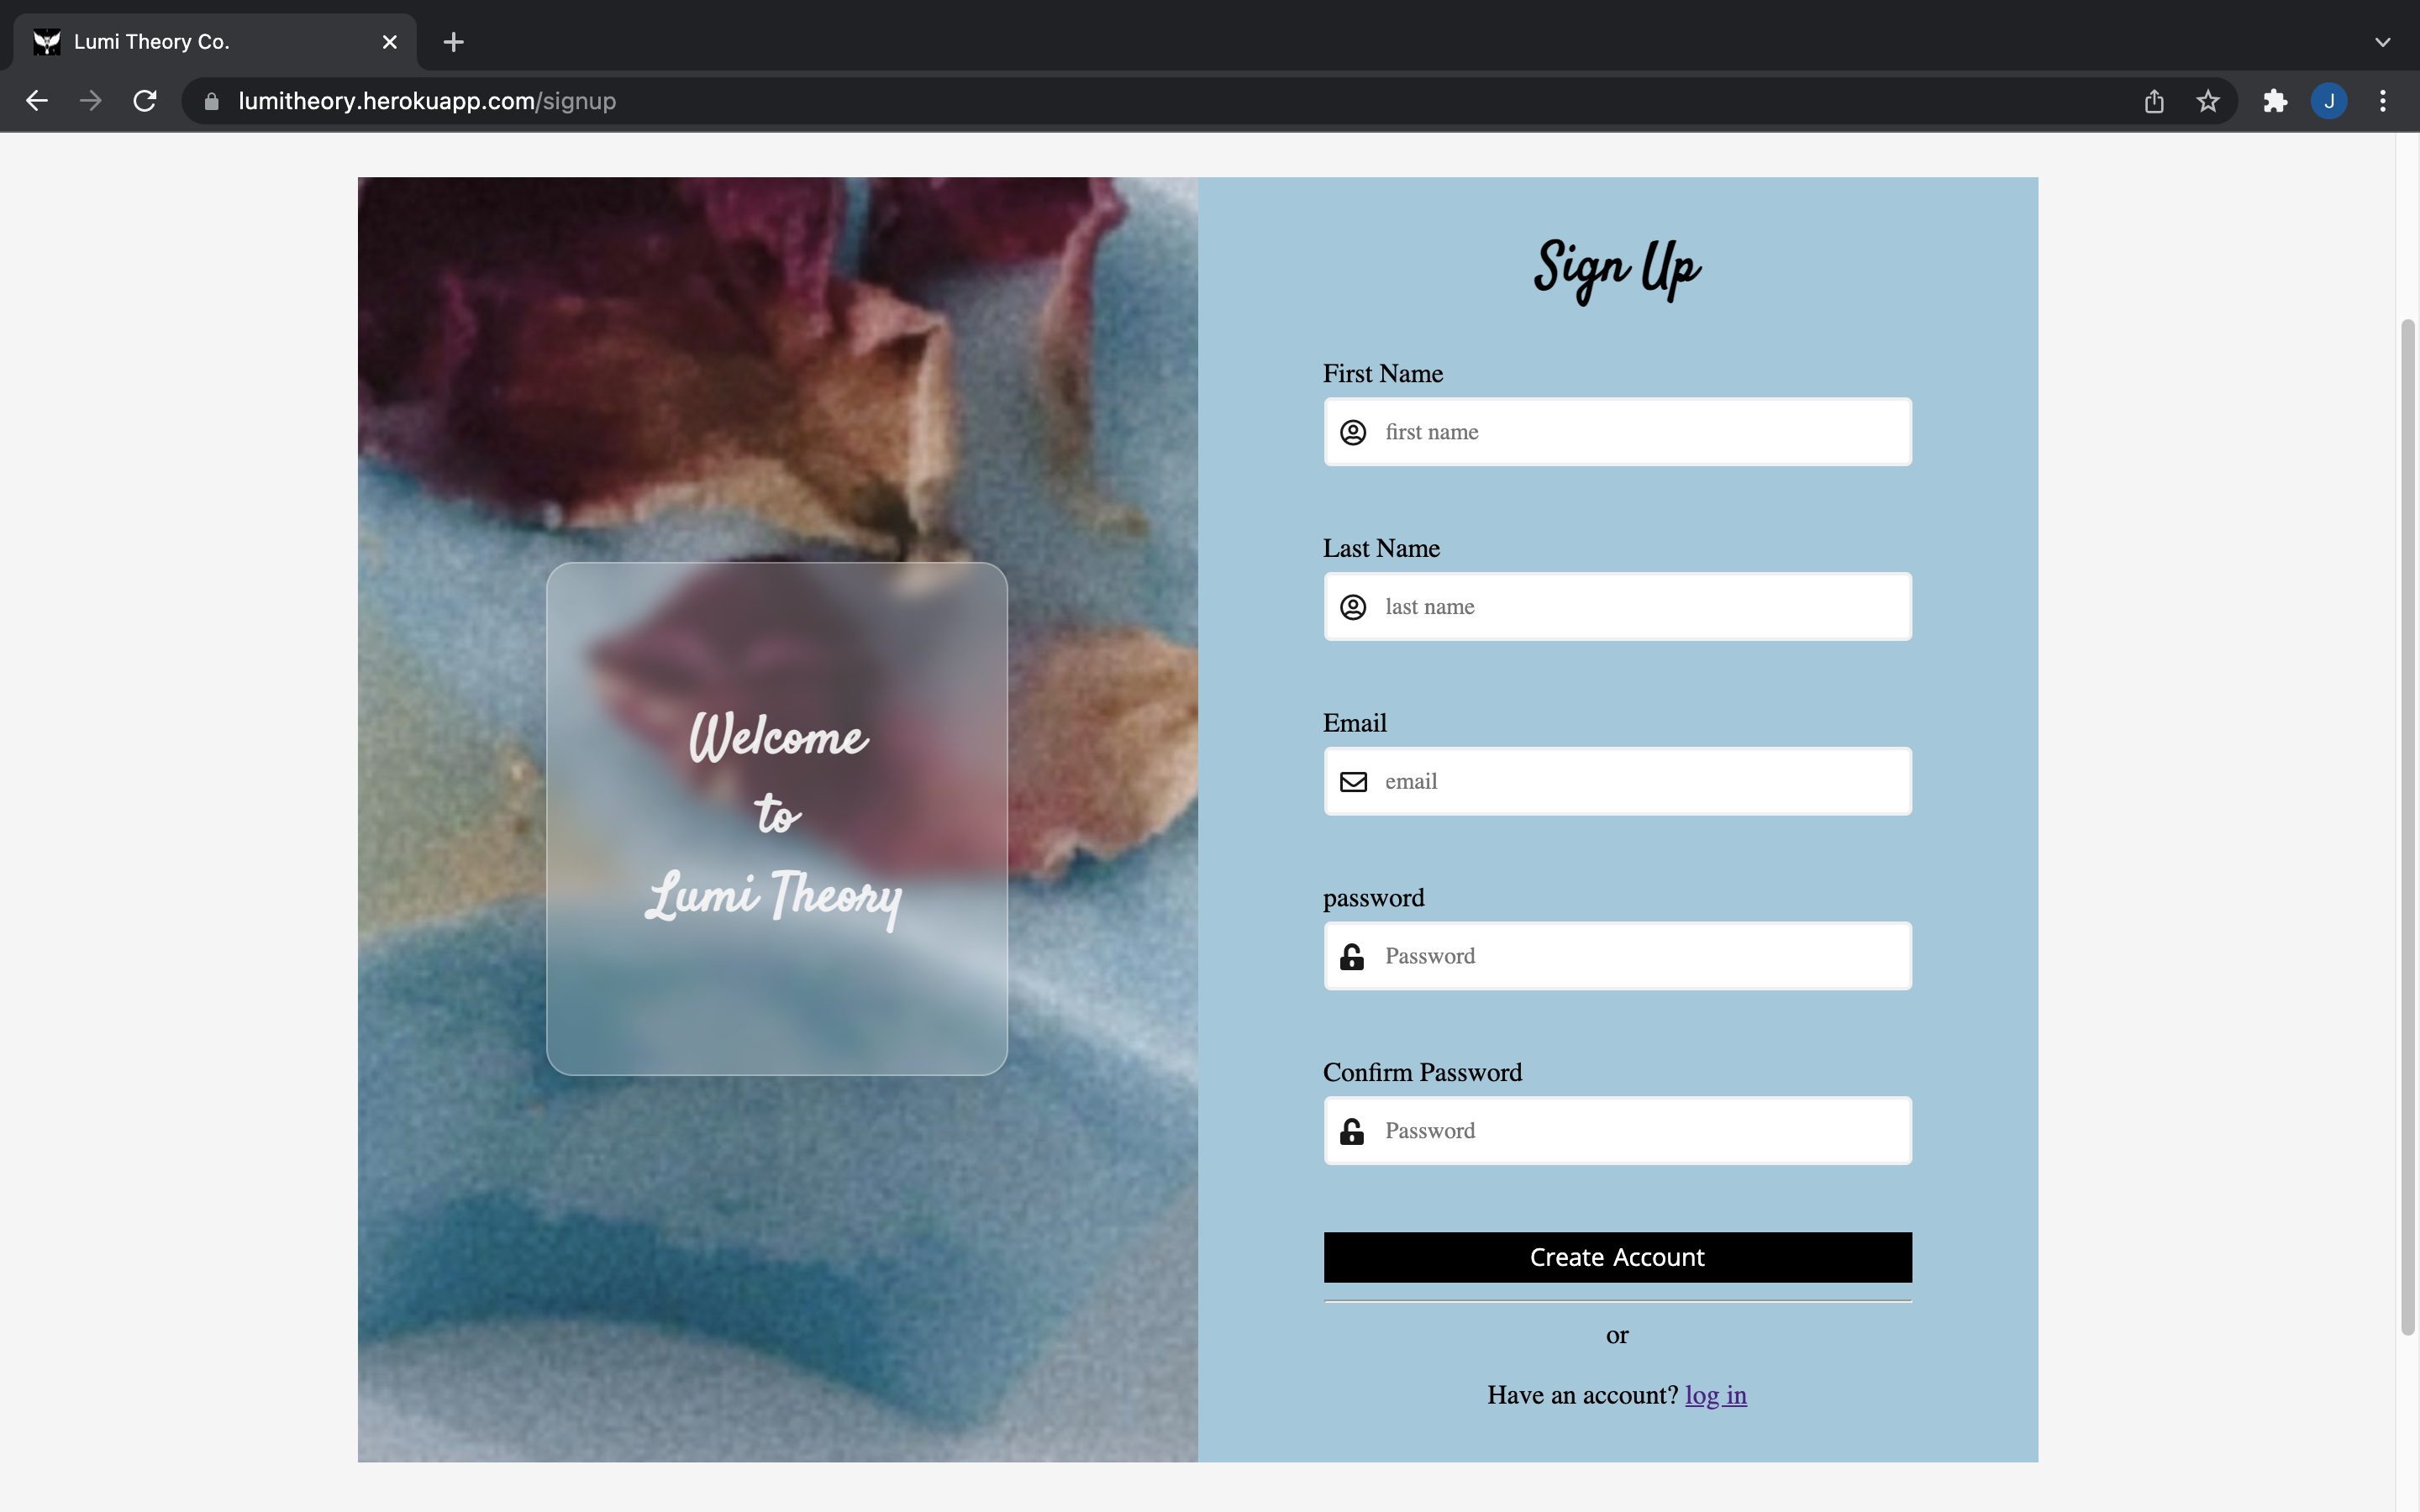 Lumi Theory Co.
lumitheory.herokuapp.com/signup
J
Welcome
to
Lumi Theory
Sign Up
First Name
first name
Last Name
last name
Email
email
password
Password
Confirm Password
Password
Create Account
or
Have an account? log in